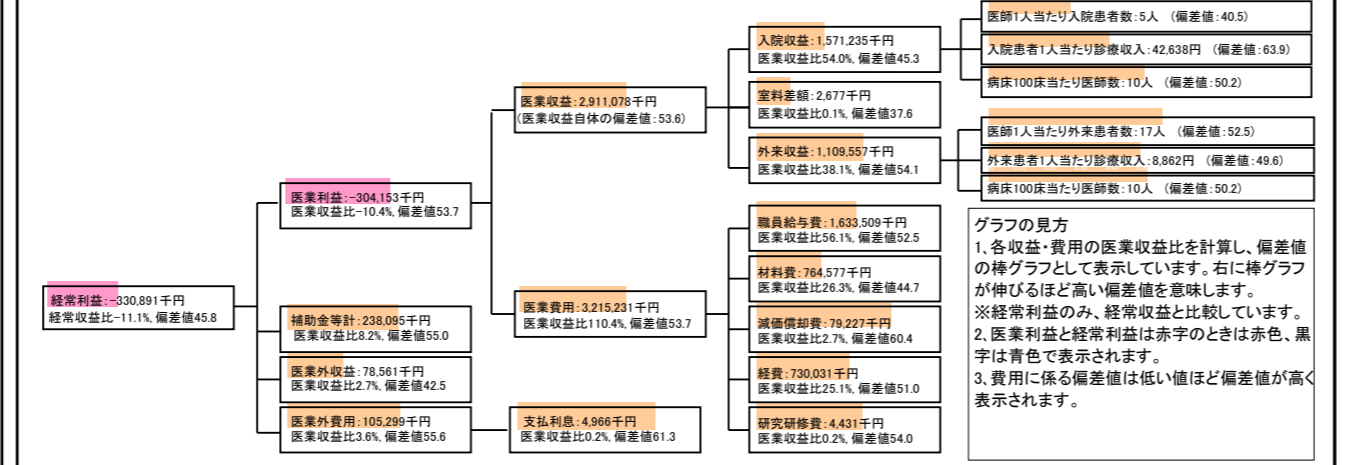 経常利益:-330,891千円
経常収支比-11.1%, 偏差値45.8
医業利益:-304,153千円
医業収益比-10.4%, 偏差値53.7
補助金等計:238,095千円
医業収益比8.2%, 偏差値55.0
医業外収益:78,561千円
医業収益比2.7%, 偏差値42.5
医業外費用:105,299千円
医業収益比3.6%, 偏差値55.6
医業収益:2,911,078千円
(医業収益自体の偏差値:53.6)
医業費用:3,215,231千円
医業収益比110.4%, 偏差値53.7
支払利息:4,966千円
医業収益比0.2%, 偏差値61.3
入院収益:1,571,235千円
医業収益比54.0%, 偏差値45.3
室料差額:2,677千円
医業収益比0.1%, 偏差値37.6
外来収益:1,109,557千円
医業収益比38.1%, 偏差値54.1
職員給与費:1,633,509千円
医業収益比56.1%, 偏差値52.5
材料費:764,577千円
医業収益比26.3%, 偏差値44.7
減価償却費:79,227千円
医業収益比2.7%, 偏差値60.4
経費:730,031千円
医業収益比25.1%, 偏差値51.0
研究研修費:4,431千円
医業収益比0.2%, 偏差値54.0
医師1人当たり入院患者数:5人 (偏差値:40.5)
入院患者1人当たり診療収入:42,638円 (偏差値:63.9)
病床100床当たり医師数:10人 (偏差値:50.2)
医師1人当たり外来患者数:17人 (偏差値:52.5)
外来患者1人当たり診療収入:8,862円 (偏差値:49.6)
病床100床当たり医師数:10人 (偏差値:50.2)
グラフの見方
1、各収益・費用の医業収益比を計算し、偏差値
の棒グラフとして表示しています。右に棒グラフ
が伸びるほど高い偏差値を意味します。
※経常利益のみ、経常収益と比較しています。
2、医業利益と経常利益は赤字のときは赤色、黒
字は青色で表示されます。
3、費用に係る偏差値は低い値ほど偏差値が高く
表示されます。